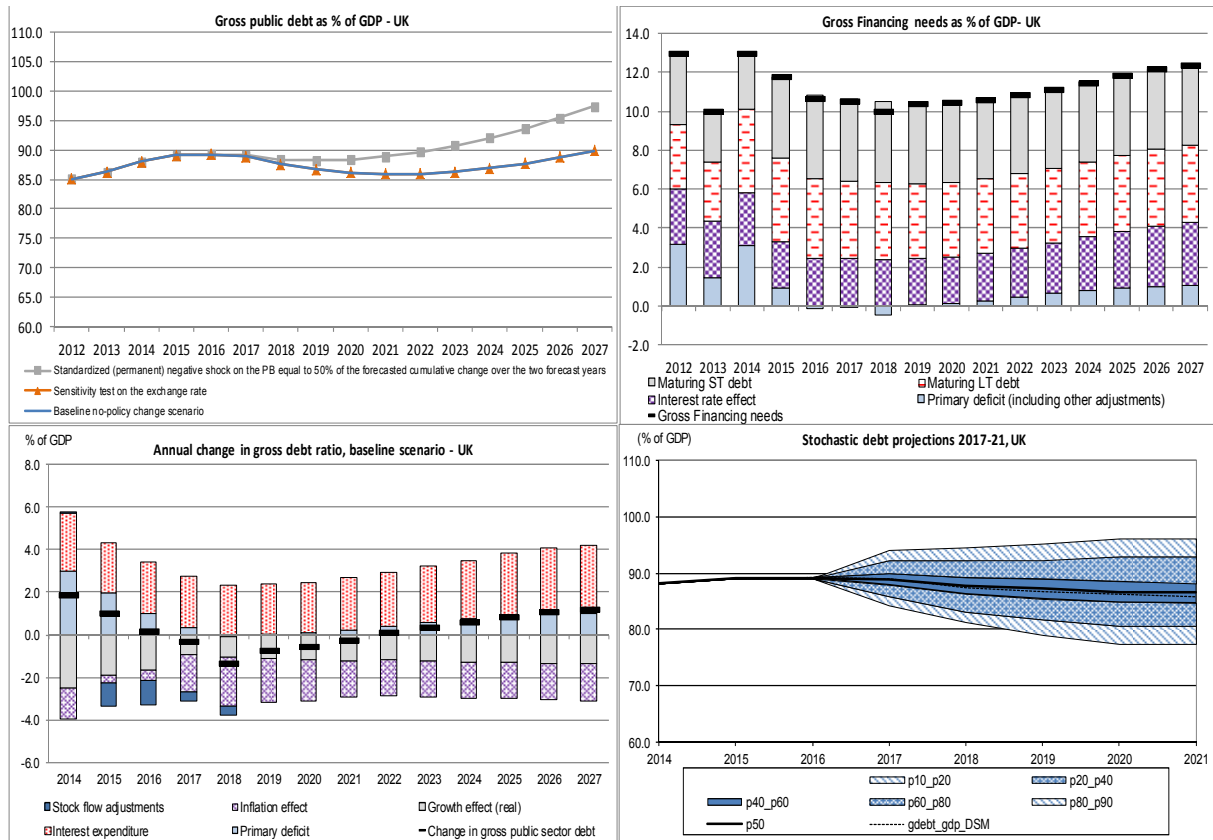 Gross public debt as % of GDP - UK
110.0
105.0
100.0
95.0
90.0
85.0
80.0
75.0
70.0
65.0
60.0
2012 2013 2014 2015 2016 2017 2018 2019 2020 2021 2022 2023 2024 2025 2026 2027
Standardized (permanent) negative shock on the PB equal to 50% of the forecasted cumulative change over the two forecast years
Sensitivity test on the exchange rate
Baseline no-policy change scenario
Gross Financing needs as % of GDP- UK
14.0
12.0
10.0
8.0
6.0
4.0
2.0
0.0
-2.0
2012 2013 2014 2015 2016 2017 2018 2019 2020 2021 2022 2023 2024 2025 2026 2027
Maturing ST debt Maturing LT debt
Interest rate effect Primary deficit (including other adjustments)
Gross Financing needs
% of GDP
Annual change in gross debt ratio, baseline scenario - UK
8.0
6.0
4.0
2.0
0.0
-2.0
-4.0
-6.0
2014 2015 2016 2017 2018 2019 2020 2021 2022 2023 2024 2025 2026 2027
Stock flow adjustments Inflation effect Growth effect (real)
Interest expenditure Primary deficit Change in gross public sector debt
(% of GDP)
Stochastic debt projections 2017-21, UK
110.0
100.0
90.0
80.0
70.0
60.0
2014 2015 2016 2017 2018 2019 2020 2021
p10_p20 p20_p40
p40_p60 p60_p80 p80_p90
p50 gdebt_gdp_DSM